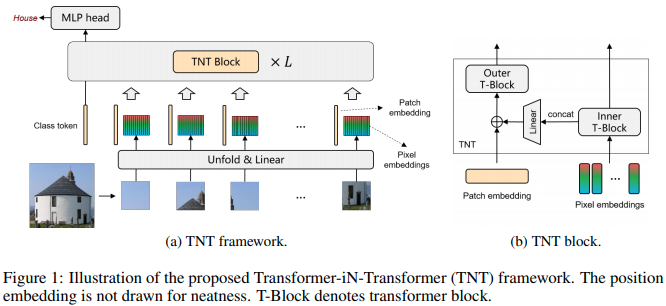 House
MLP head
TNT Block
× L
Class token
Patch
embedding
...
Pixel
embeddings
Unfold & Linear
...
(a) TNT framework.
Outer
T-Block
Linear
concat
Inner
T-Block
TNT
...
Patch embedding
Pixel embeddings
(b) TNT block.
Figure 1: Illustration of the proposed Transformer-iN-Transformer (TNT) framework. The position
embedding is not drawn for neatness. T-Block denotes transformer block.